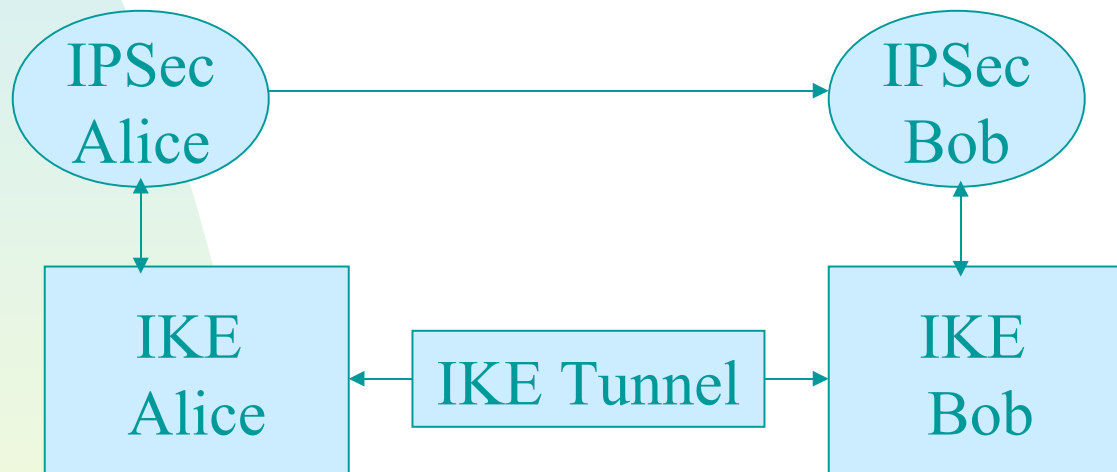 IPSec
Alice
IPSec
Bob
IKE
Alice
IKE Tunnel
IKE
Bob